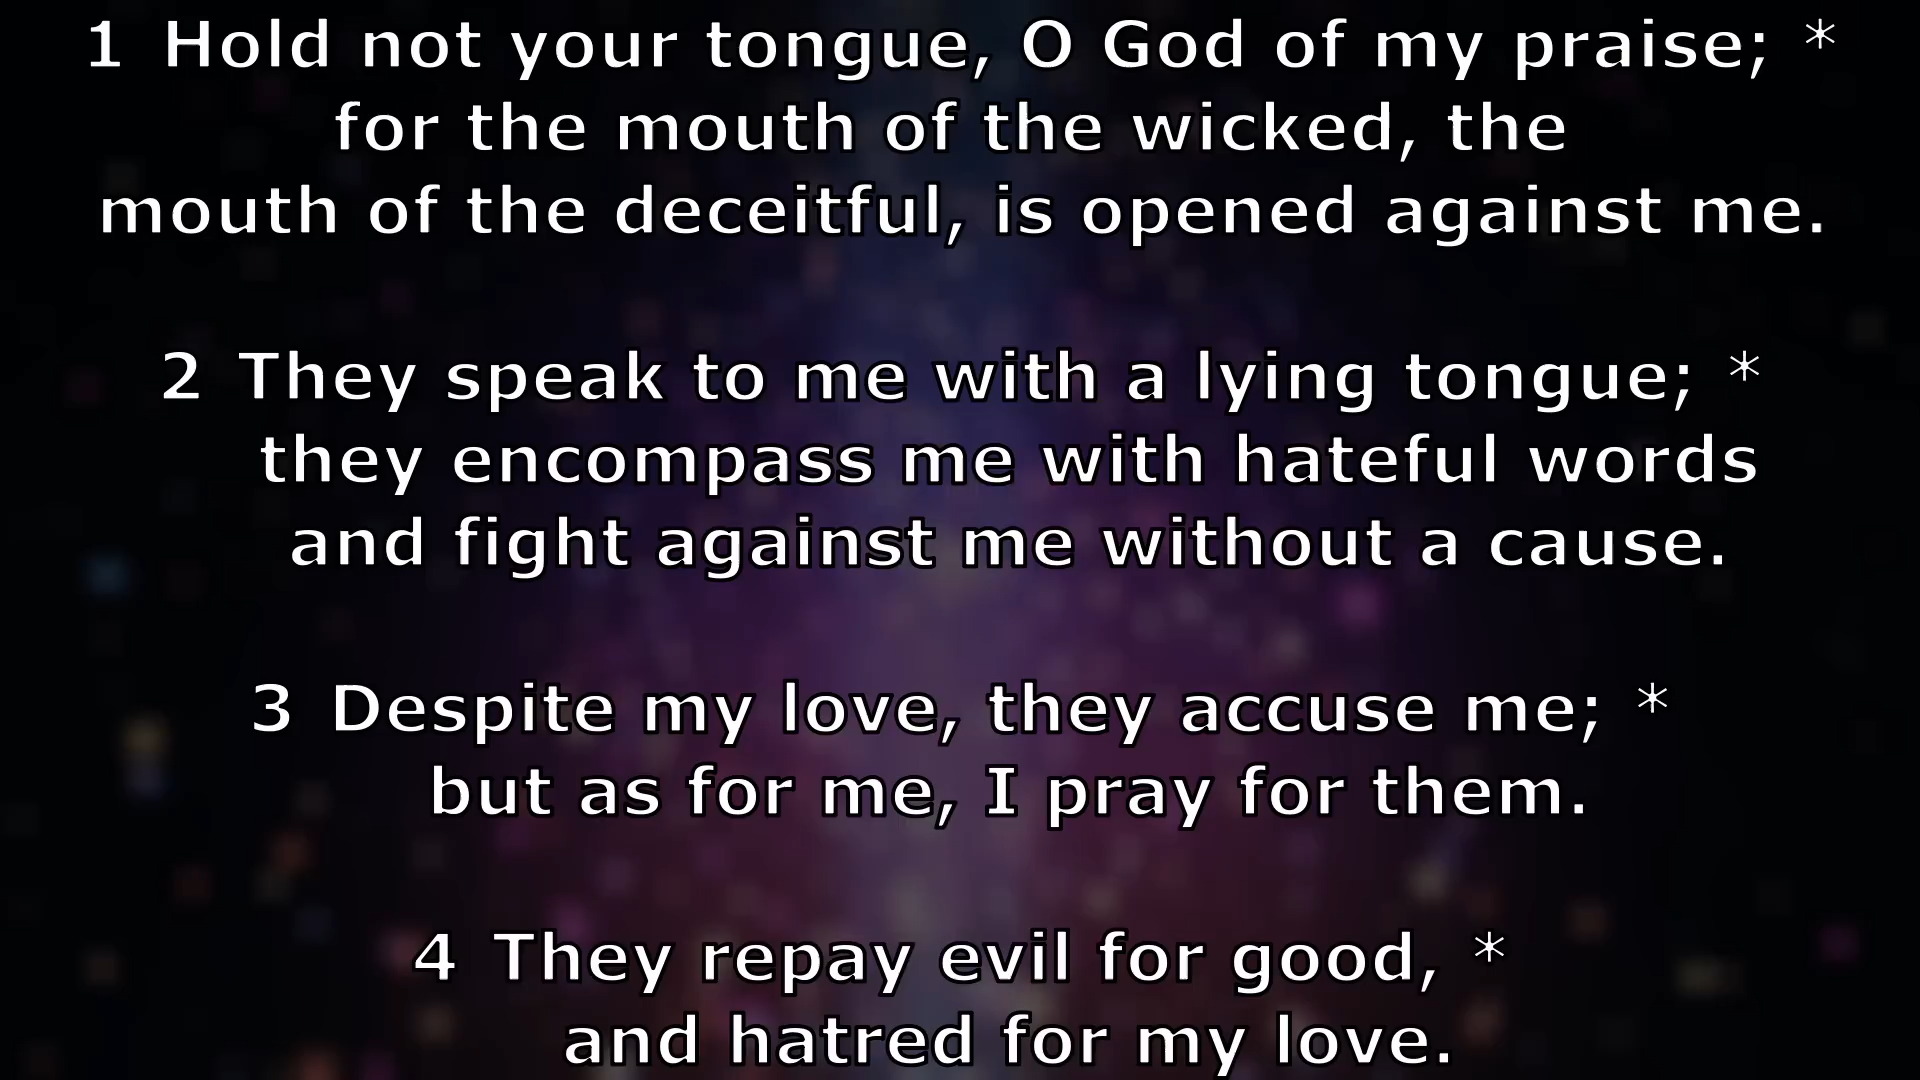 1 Hold not your tongue, O God of my praise; *
for the mouth of the wicked, the
mouth of the deceitful, is opened against me.
2 They speak to me with a lying tongue; *
they encompass me with hateful words
and fight against me without a cause.
3 Despite my love, they accuse me; *
but as for me, I pray for them.
4 They repay evil for good, *
and hatred for my love.